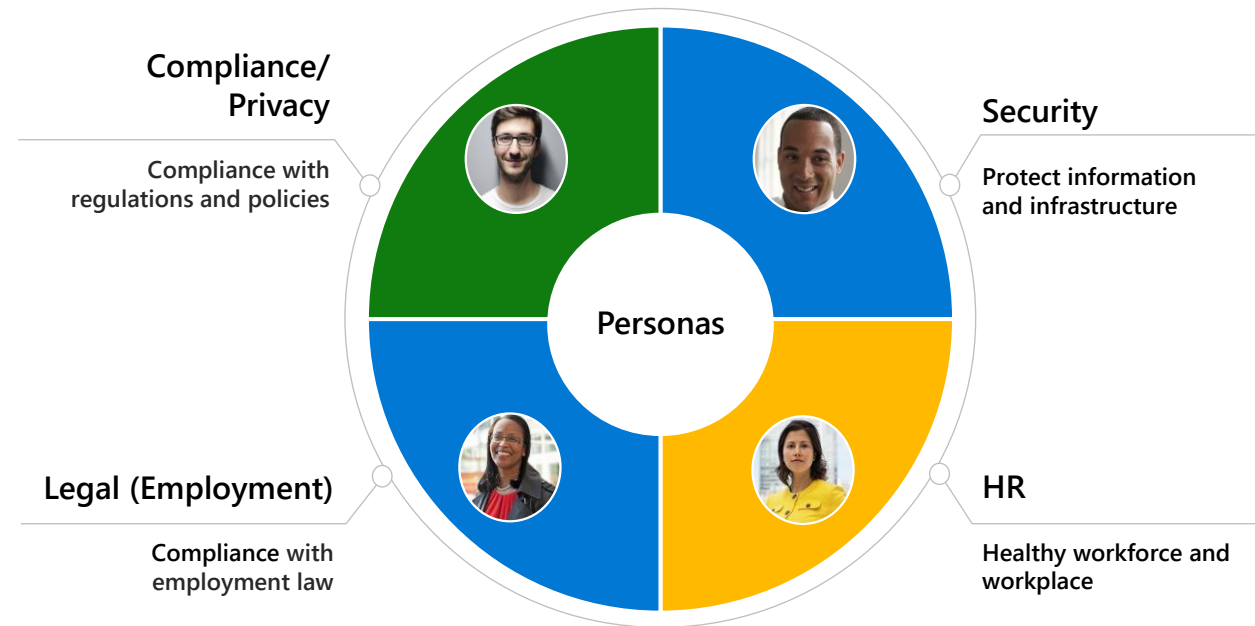 Compliance/
Privacy
Compliance with
regulations and policies
Security
Protect information
and infrastructure
Personas
Legal (Employment)
Compliance with
employment law
HR
Healthy workforce and
workplace